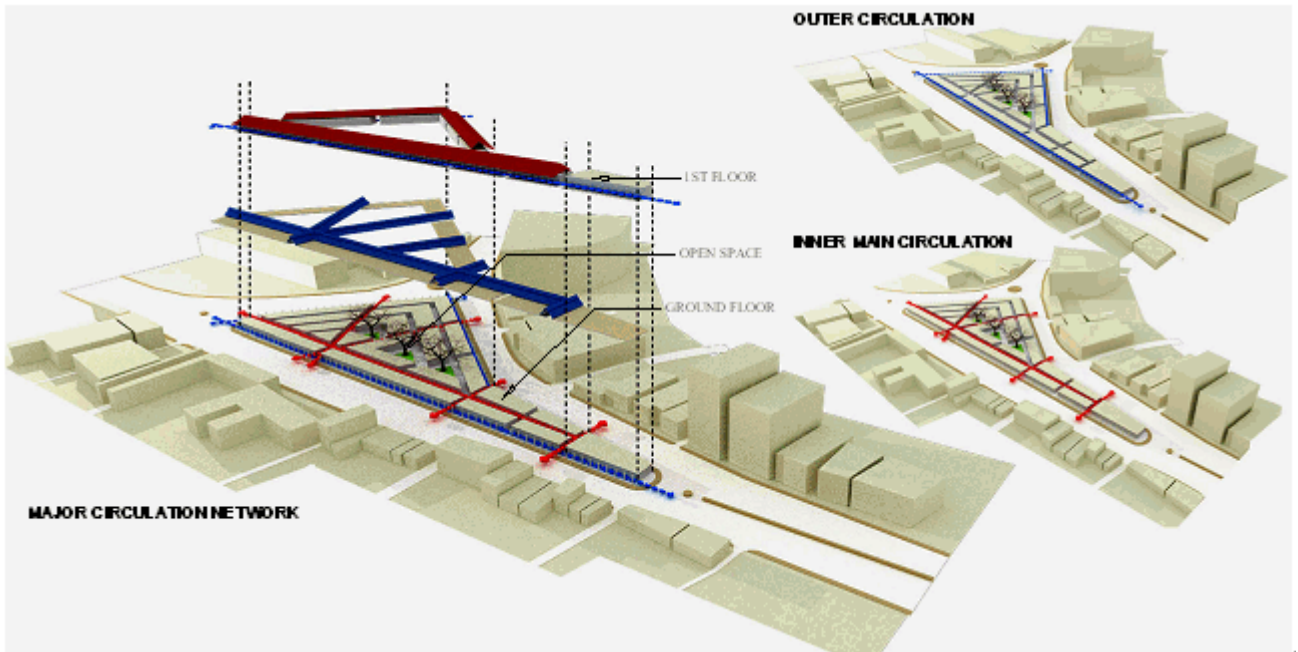 OUTER CIRCULATION
1ST FLOOR
INNER MAIN CIRCULATION
OPEN SPACE
GROUND FLOOR
MAJOR CIRCULATION NETWORK